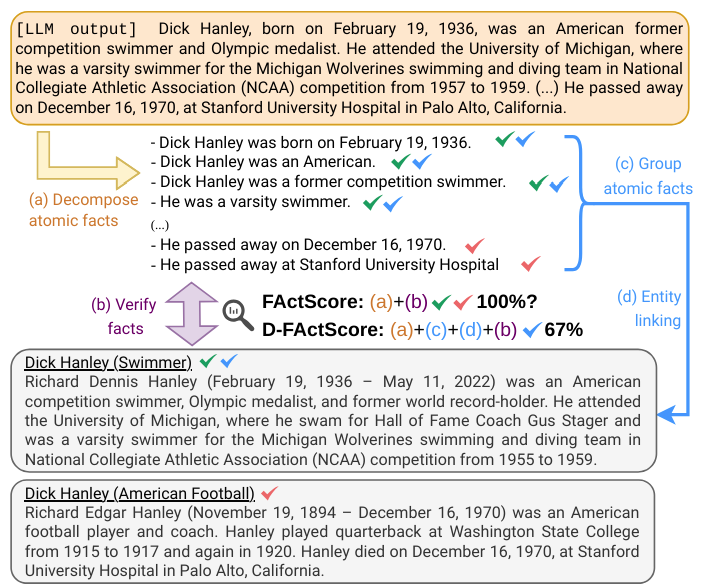 [LLM output] Dick Hanley, born on February 19, 1936, was an American former
competition swimmer and Olympic medalist. He attended the University of Michigan, where
he was a varsity swimmer for the Michigan Wolverines swimming and diving team in National
Collegiate Athletic Association (NCAA) competition from 1957 to 1959. (...) He passed away
on December 16, 1970, at Stanford University Hospital in Palo Alto, California.
(a) Decompose
atomic facts
- Dick Hanley was born on February 19, 1936.
- Dick Hanley was an American.
- Dick Hanley was a former competition swimmer.
- He was a varsity swimmer.
(...)
- He passed away on December 16, 1970.
- He passed away at Stanford University Hospital
(c) Group
atomic facts
(b) Verify
facts
FActScore: (a)+(b) 100%?
D-FActScore: (a)+(c)+(d)+(b) 67%
(d) Entity
linking
Dick Hanley (Swimmer)
Richard Dennis Hanley (February 19, 1936 – May 11, 2022) was an American
competition swimmer, Olympic medalist, and former world record-holder. He attended
the University of Michigan, where he swam for Hall of Fame Coach Gus Stager and
was a varsity swimmer for the Michigan Wolverines swimming and diving team in
National Collegiate Athletic Association (NCAA) competition from 1955 to 1959.
Dick Hanley (American Football)
Richard Edgar Hanley (November 19, 1894 – December 16, 1970) was an American
football player and coach. Hanley played quarterback at Washington State College
from 1915 to 1917 and again in 1920. Hanley died on December 16, 1970, at Stanford
University Hospital in Palo Alto, California.